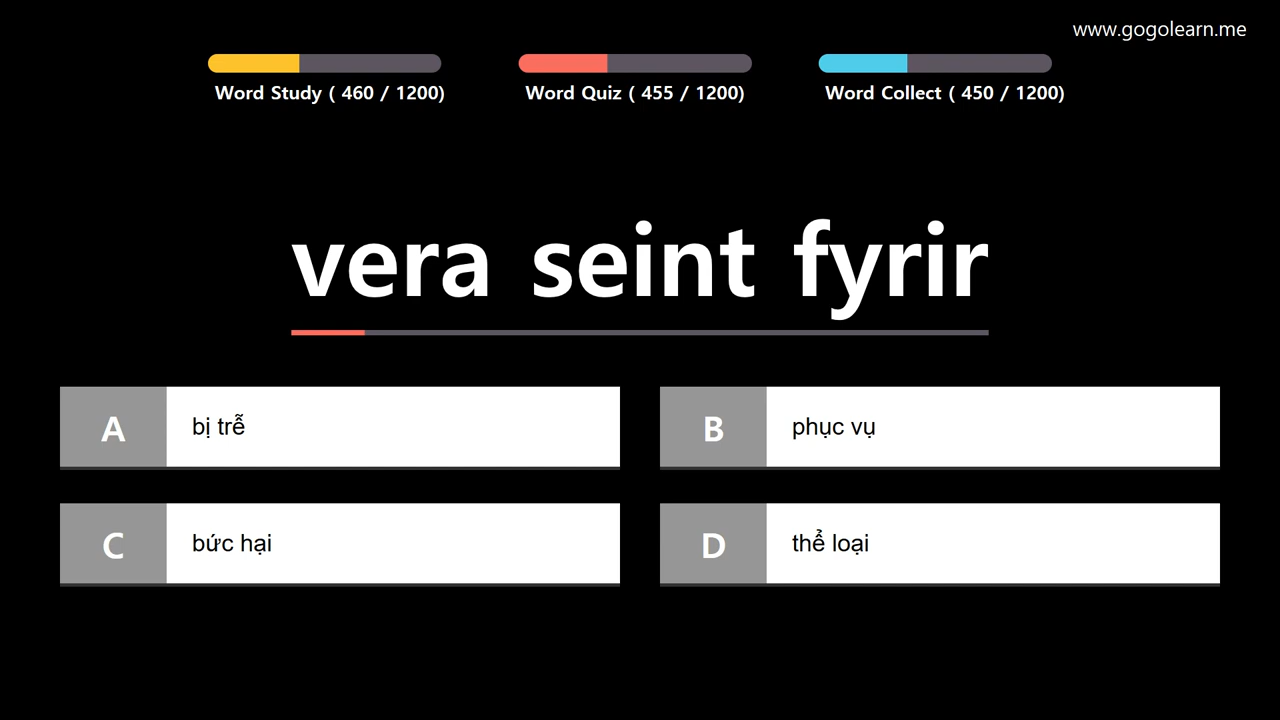 www.gogolearn.me
Word Study ( 460 / 1200)
Word Quiz ( 455 / 1200)
Word Collect ( 450 / 1200)
vera seint fyrir
A bị trễ
B phục vụ
C bức hại
D thể loại